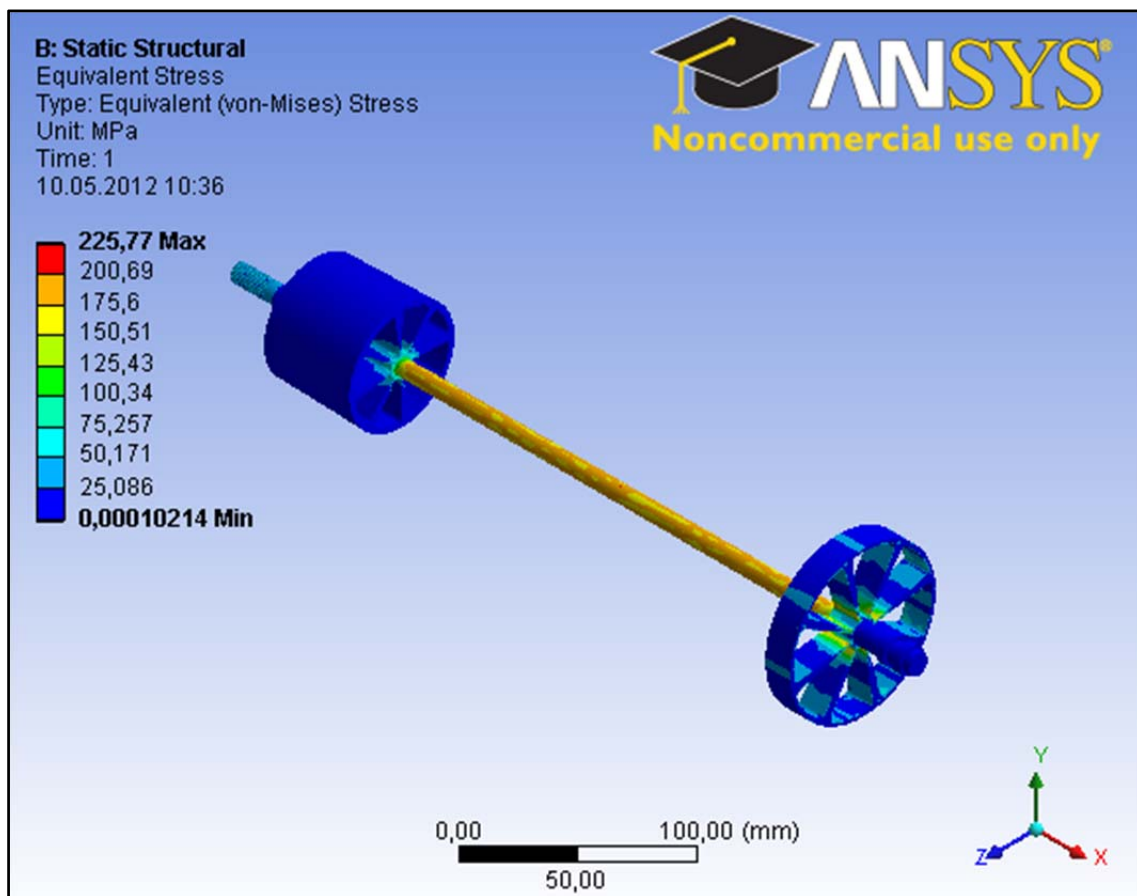 B: Static Structural
Equivalent Stress
Type: Equivalent (von-Mises) Stress
Unit: MPa
Time: 1
10.05.2012 10:36
ANSYS®
Noncommercial use only
225,77 Max
200,69
175,6
150,51
125,43
100,34
75,257
50,171
25,086
0,00010214 Min
0,00 100,00 (mm)
50,00
Y
Z X